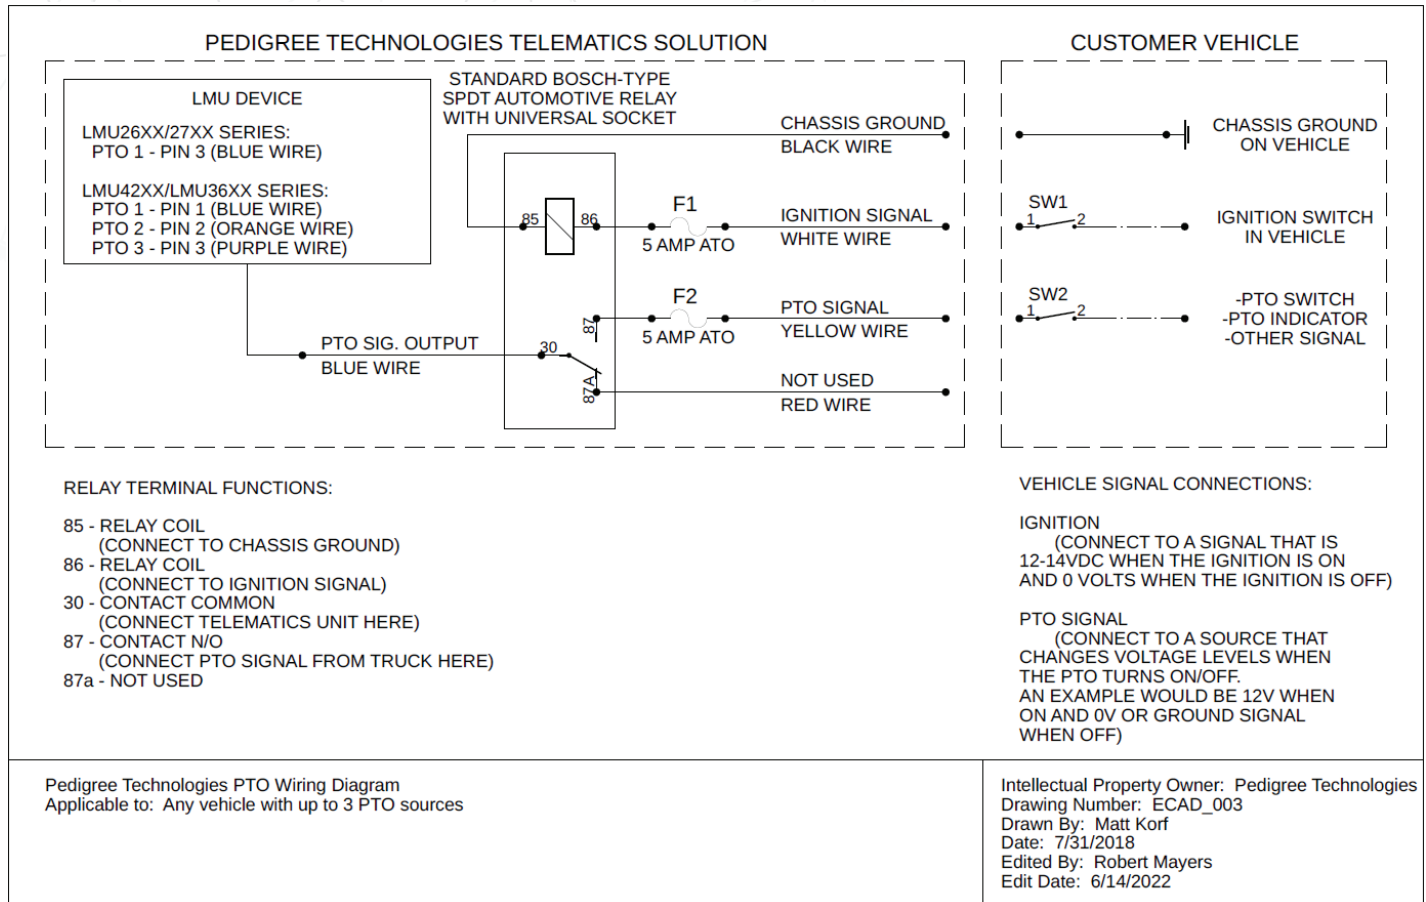 PEDIGREE TECHNOLOGIES TELEMATICS SOLUTION
CUSTOMER VEHICLE
LMU DEVICE
LMU26XX/27XX SERIES:
PTO 1 - PIN 3 (BLUE WIRE)
LMU42XX/LMU36XX SERIES:
PTO 1 - PIN 1 (BLUE WIRE)
PTO 2 - PIN 2 (ORANGE WIRE)
PTO 3 - PIN 3 (PURPLE WIRE)
STANDARD BOSCH-TYPE
SPDT AUTOMOTIVE RELAY
WITH UNIVERSAL SOCKET
CHASSIS GROUND
BLACK WIRE
85
86
F1
5 AMP ATO
IGNITION SIGNAL
WHITE WIRE
87
F2
5 AMP ATO
PTO SIGNAL
YELLOW WIRE
PTO SIG. OUTPUT
BLUE WIRE
30
87A
NOT USED
RED WIRE
CHASSIS GROUND
ON VEHICLE
SW1
1 2
IGNITION SWITCH
IN VEHICLE
SW2
1 2
-PTO SWITCH
-PTO INDICATOR
-OTHER SIGNAL
RELAY TERMINAL FUNCTIONS:
85 - RELAY COIL
(CONNECT TO CHASSIS GROUND)
86 - RELAY COIL
(CONNECT TO IGNITION SIGNAL)
30 - CONTACT COMMON
(CONNECT TELEMATICS UNIT HERE)
87 - CONTACT N/O
(CONNECT PTO SIGNAL FROM TRUCK HERE)
87a - NOT USED
VEHICLE SIGNAL CONNECTIONS:
IGNITION
(CONNECT TO A SIGNAL THAT IS
12-14VDC WHEN THE IGNITION IS ON
AND 0 VOLTS WHEN THE IGNITION IS OFF)
PTO SIGNAL
(CONNECT TO A SOURCE THAT
CHANGES VOLTAGE LEVELS WHEN
THE PTO TURNS ON/OFF.
AN EXAMPLE WOULD BE 12V WHEN
ON AND 0V OR GROUND SIGNAL
WHEN OFF)
Pedigree Technologies PTO Wiring Diagram
Applicable to: Any vehicle with up to 3 PTO sources
Intellectual Property Owner: Pedigree Technologies
Drawing Number: ECAD_003
Drawn By: Matt Korf
Date: 7/31/2018
Edited By: Robert Mayers
Edit Date: 6/14/2022